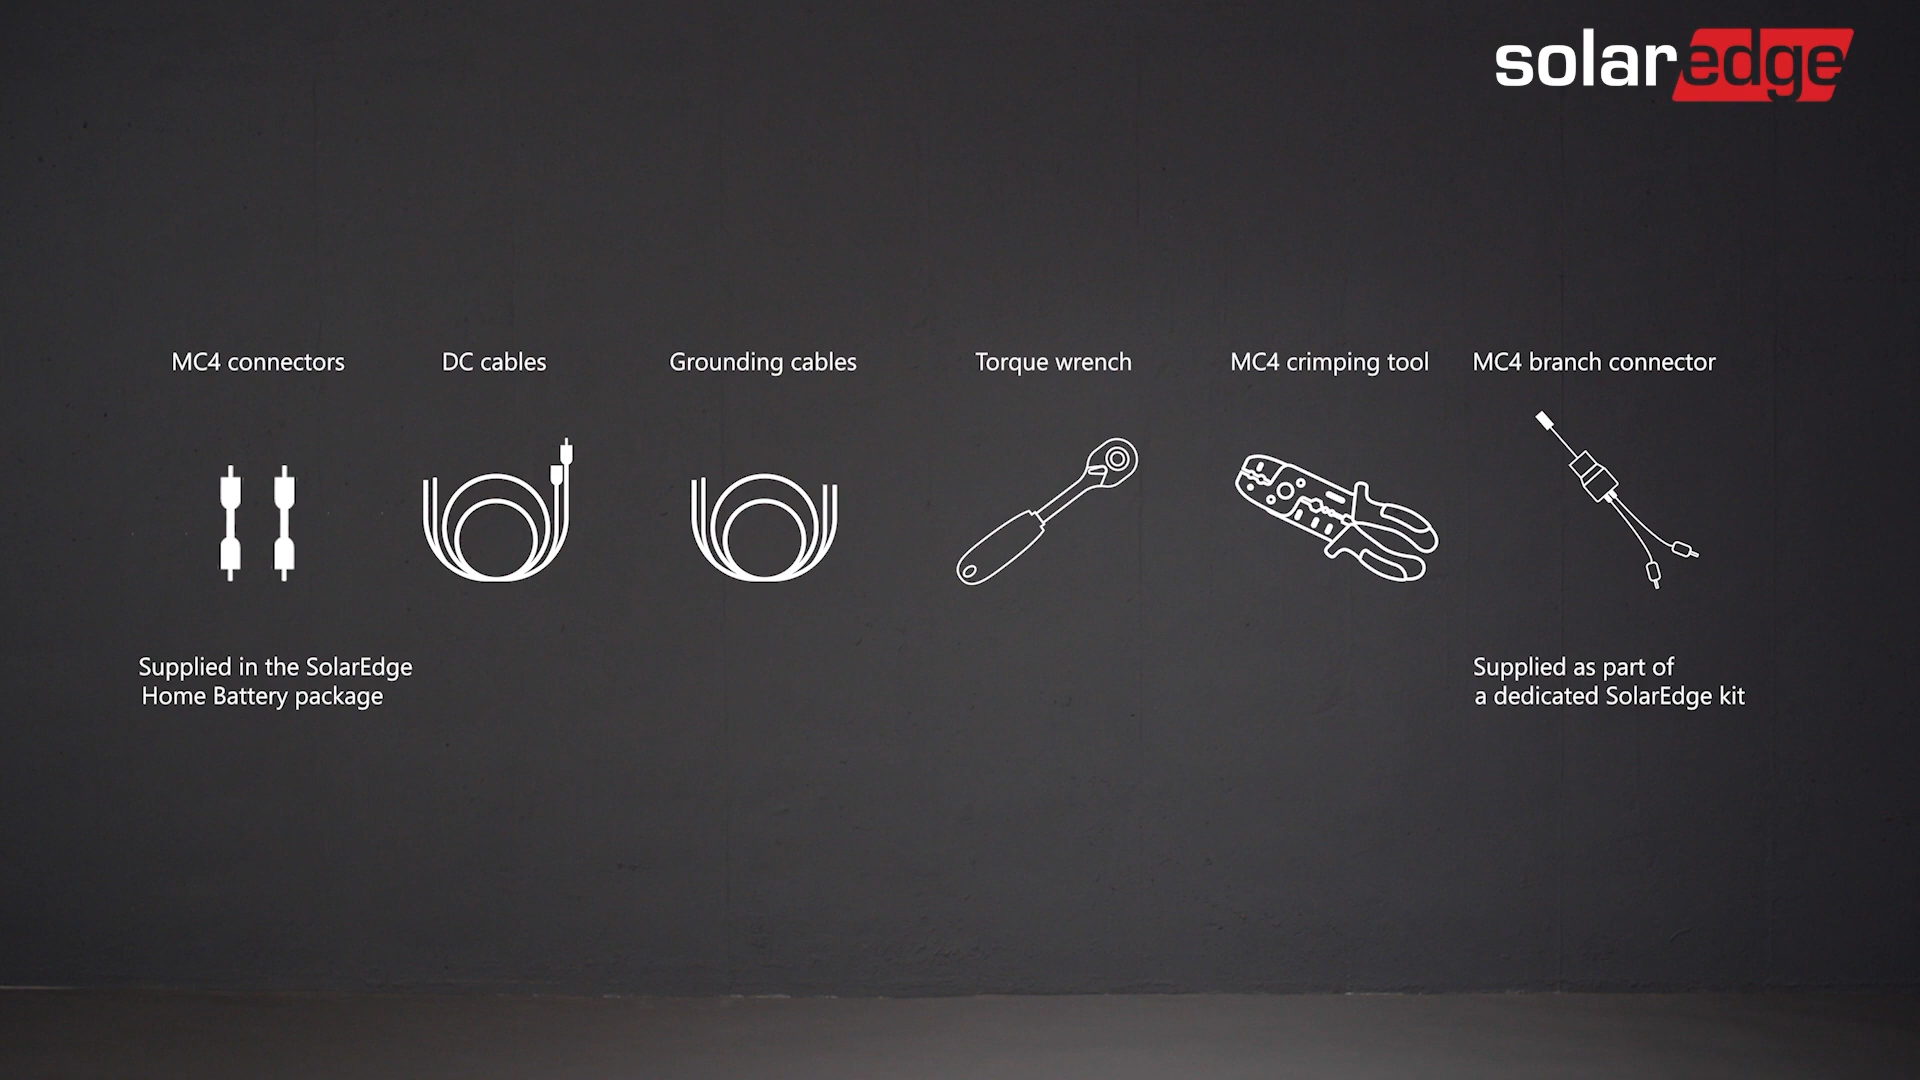 solaredge
MC4 connectors
DC cables
Grounding cables
Torque wrench
MC4 crimping tool
MC4 branch connector
Supplied in the SolarEdge
Home Battery package
Supplied as part of
a dedicated SolarEdge kit